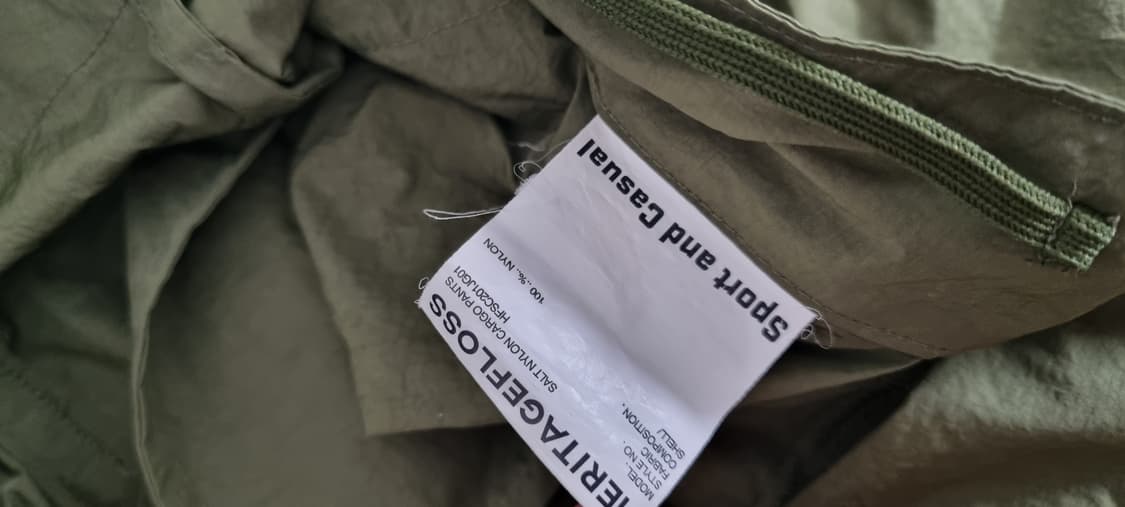 HERITAGEFLOSS
MODEL. SALT NYLON CARGO PANTS
STYLE NO. HFSC201JG01
FABRIC
COMPOSITION.
SHELL/ 100.%. NYLON
Sport and Casual